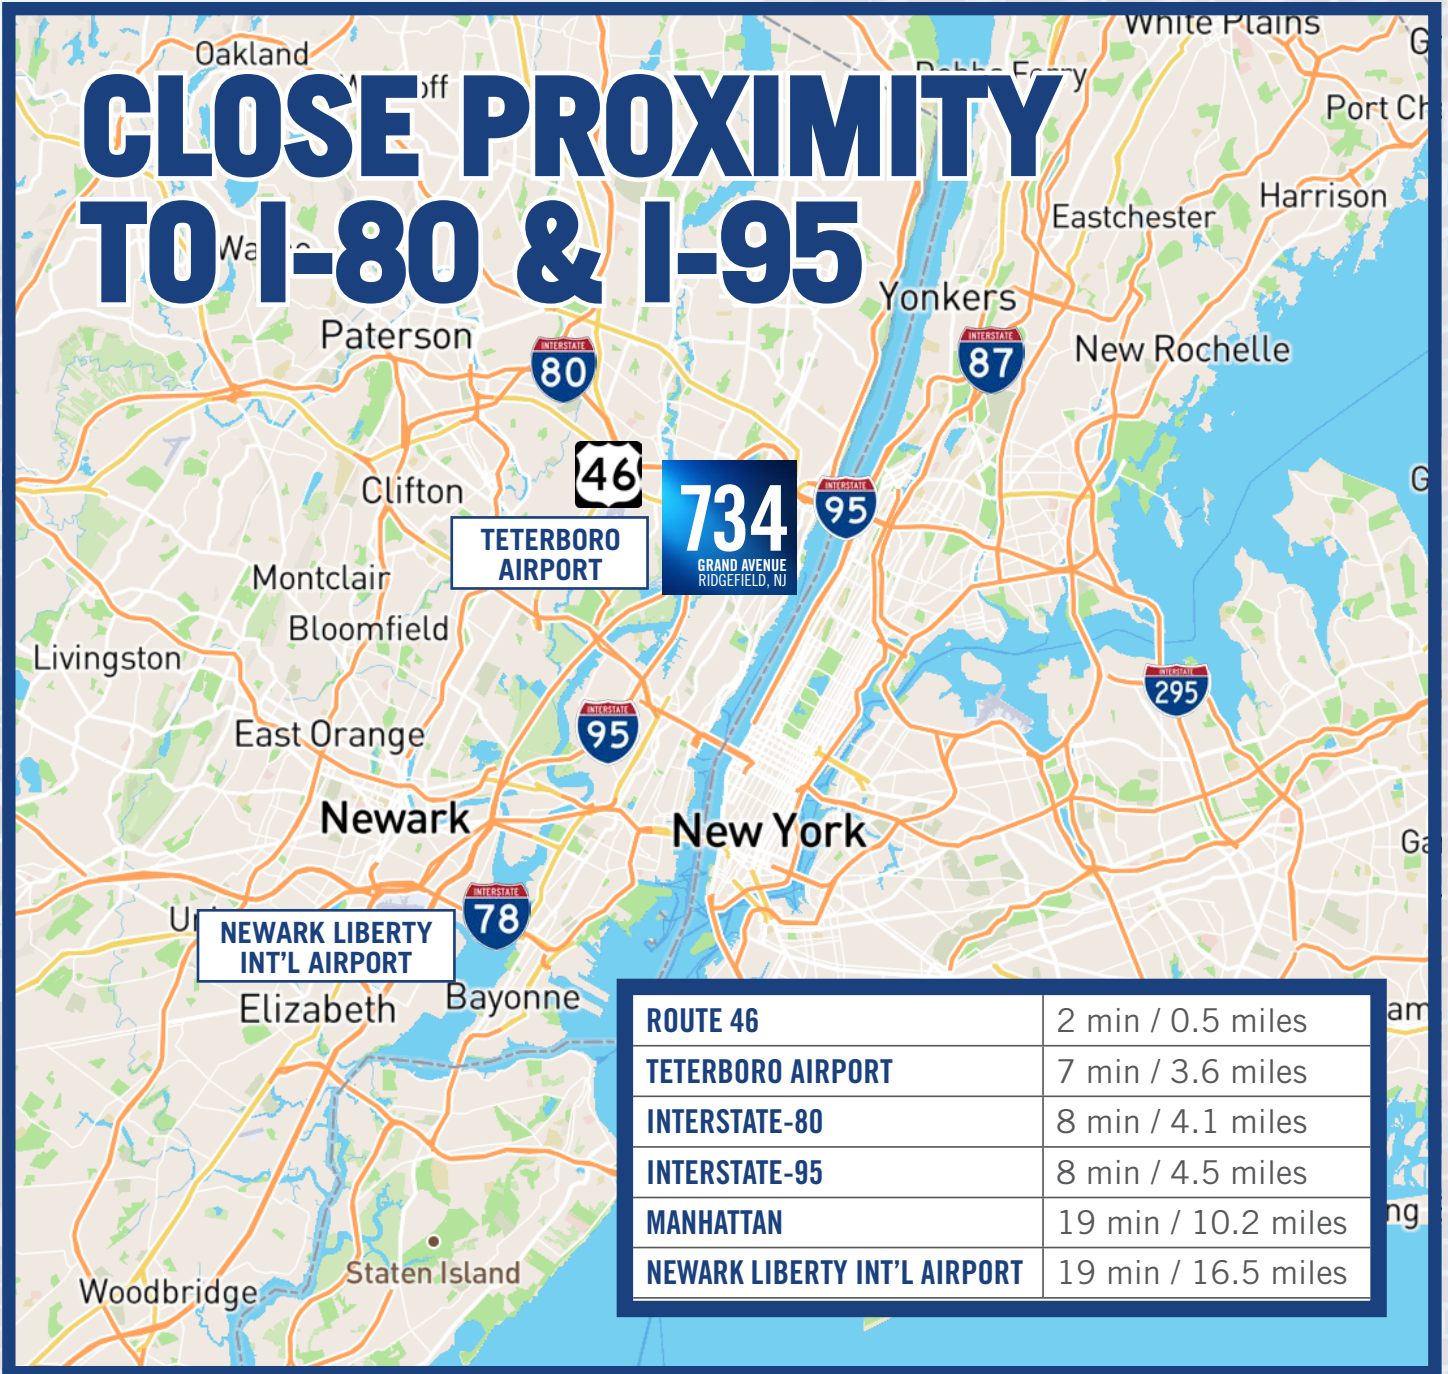 White Plains
Oakland
CLOSE PROXIMITY
TO I-80 & I-95
Port Ch
Harrison
Eastchester
Yonkers
Paterson
INTERSTATE
80
INTERSTATE
87
New Rochelle
46
Clifton
734
GRAND AVENUE
RIDGEFIELD, NJ
INTERSTATE
95
TETERBORO
AIRPORT
Montclair
Bloomfield
Livingston
INTERSTATE
295
East Orange
INTERSTATE
95
Newark
New York
Ga
INTERSTATE
78
NEWARK LIBERTY
INT'L AIRPORT
Elizabeth
Bayonne
ROUTE 46 2 min / 0.5 miles
TETERBORO AIRPORT 7 min / 3.6 miles
INTERSTATE-80 8 min / 4.1 miles
INTERSTATE-95 8 min / 4.5 miles
MANHATTAN 19 min / 10.2 miles
NEWARK LIBERTY INT'L AIRPORT 19 min / 16.5 miles
am
ng
Staten Island
Woodbridge